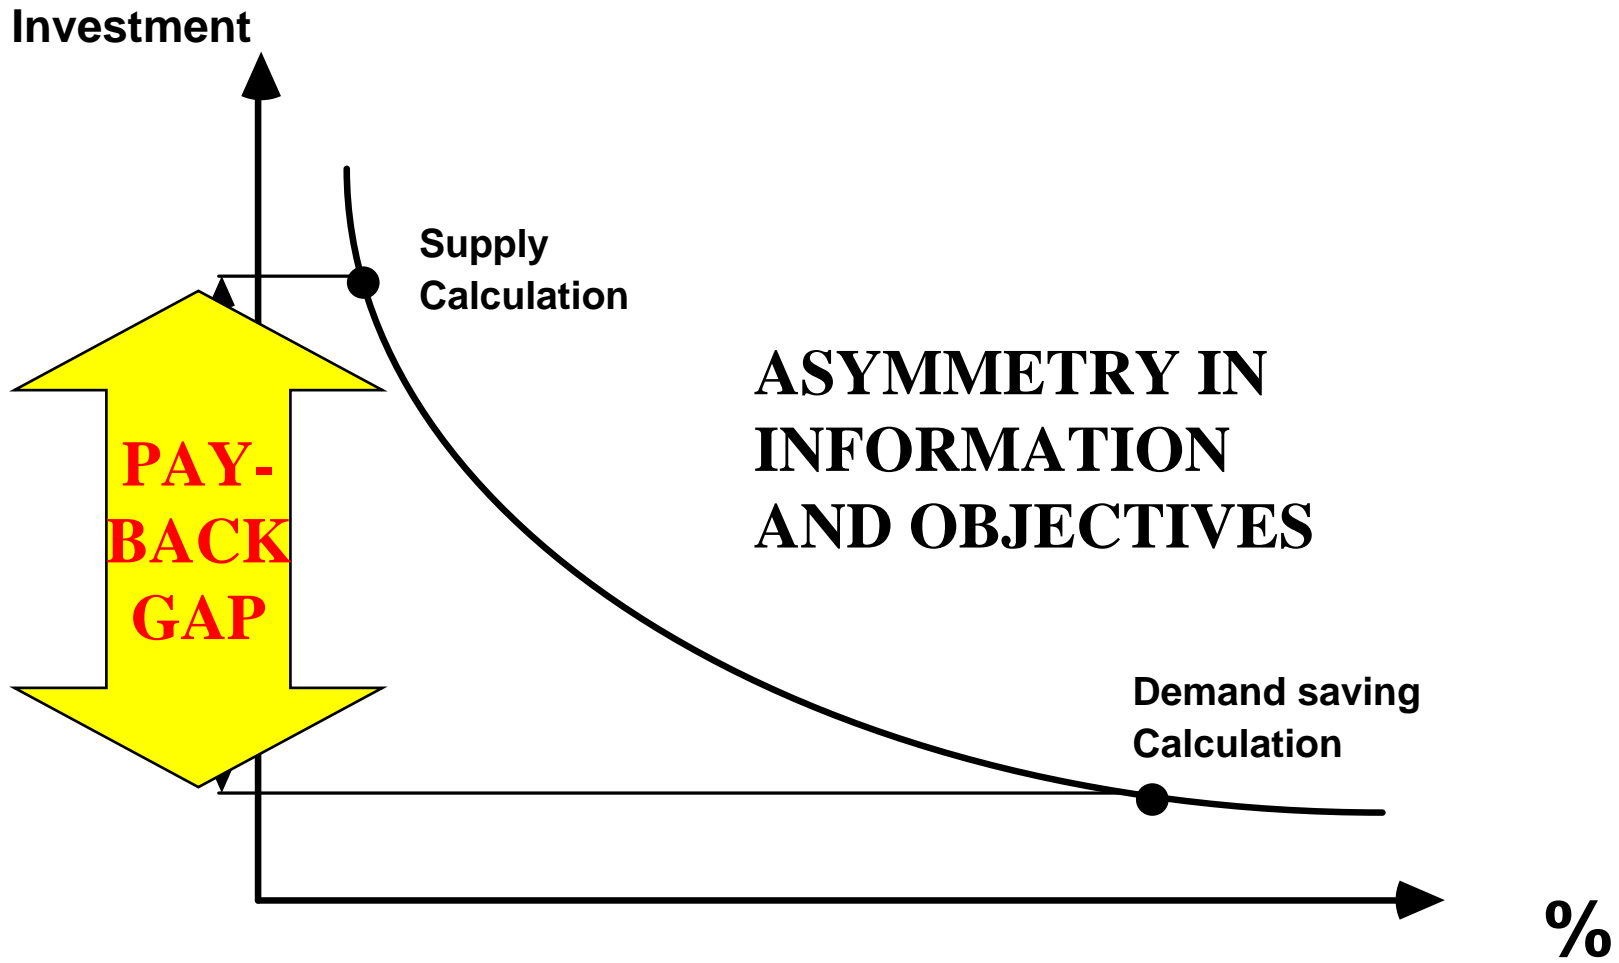 Investment
Supply
Calculation
ASYMMETRY IN
INFORMATION
AND OBJECTIVES
PAY-
BACK
GAP
Demand saving
Calculation
%